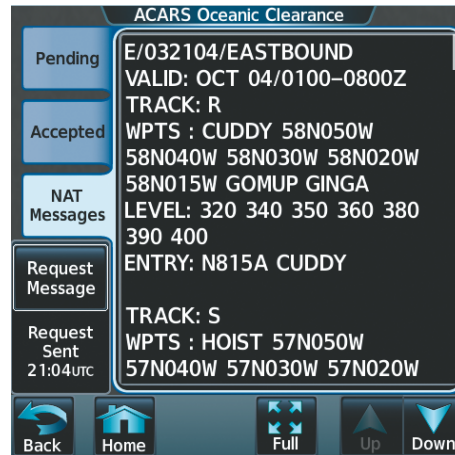 ACARS Oceanic Clearance
Pending
Accepted
NAT
Messages
Request
Message
Request
Sent
21:04UTC
E/032104/EASTBOUND
VALID: OCT 04/0100–0800Z
TRACK: R
WPTS : CUDDY 58N050W
58N040W 58N030W 58N020W
58N015W GOMUP GINGA
LEVEL: 320 340 350 360 380
390 400
ENTRY: N815A CUDDY
TRACK: S
WPTS : HOIST 57N050W
57N040W 57N030W 57N020W
Back
Home
Full
Up
Down